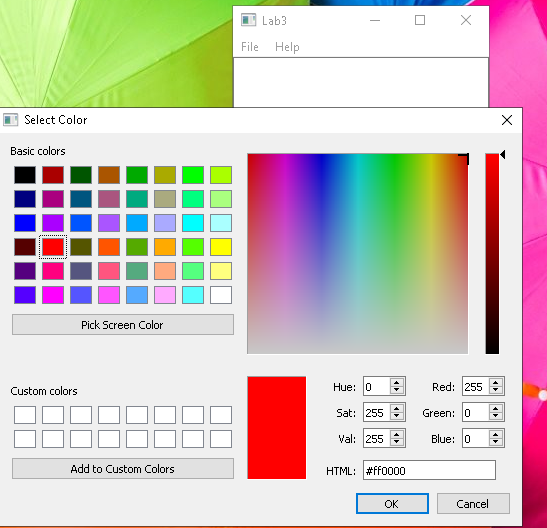 Lab3
File Help
Select Color
Basic colors
Pick Screen Color
Custom colors
Add to Custom Colors
Hue: 0 Red: 255
Sat: 255 Green: 0
Val: 255 Blue: 0
HTML: #ff0000
OK Cancel